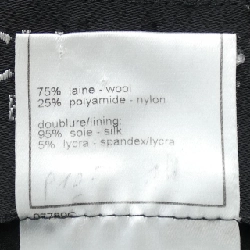 75% laine - wool
25% polyamide - nylon
doublure/lining:
95% soie - silk
5% lycra - spandex/lycra